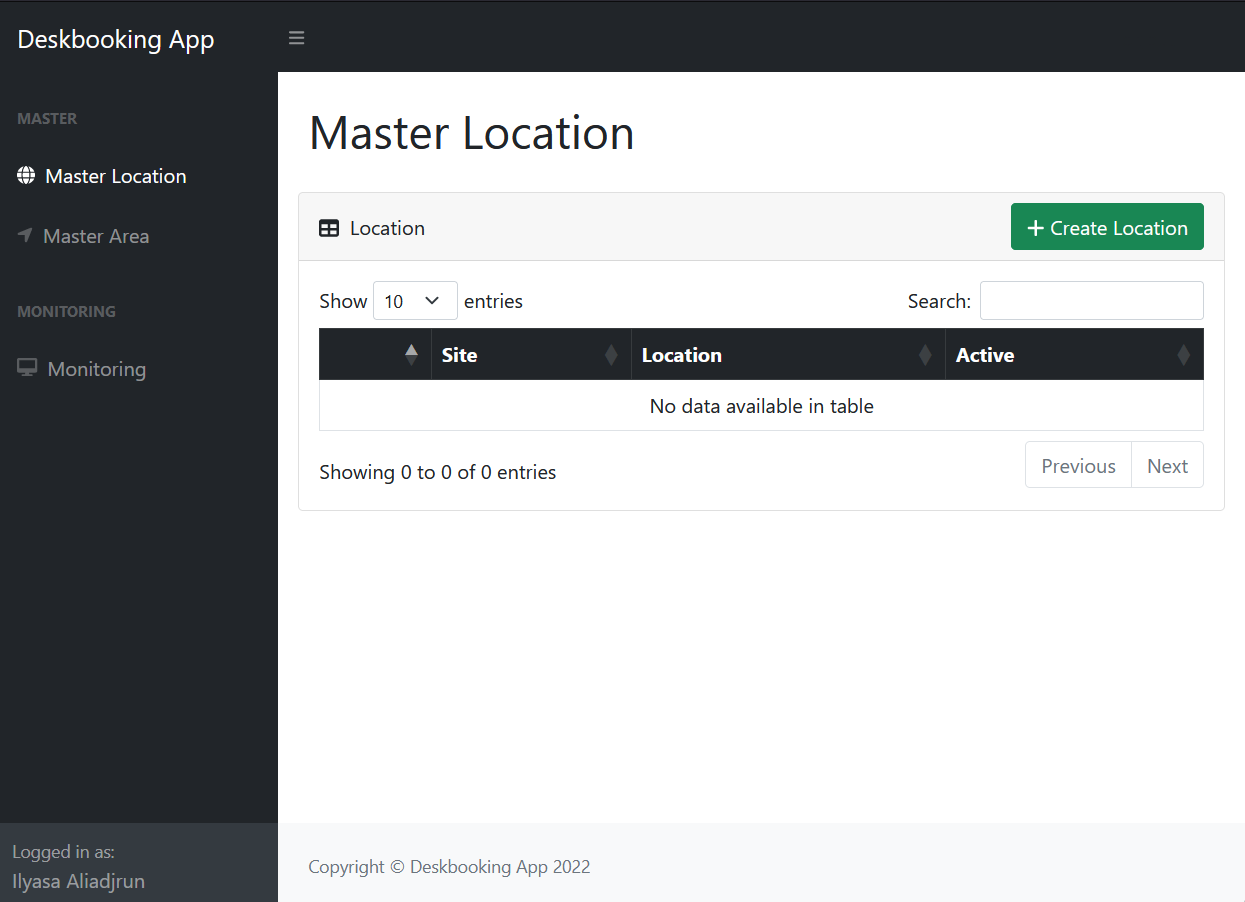 Deskbooking App
MASTER
Master Location
Master Area
MONITORING
Monitoring
Logged in as:
Ilyasa Aliadjrun
Master Location
Location
Create Location
Show 10 entries
Search:
Site Location Active
No data available in table
Showing 0 to 0 of 0 entries
Previous Next
Copyright © Deskbooking App 2022